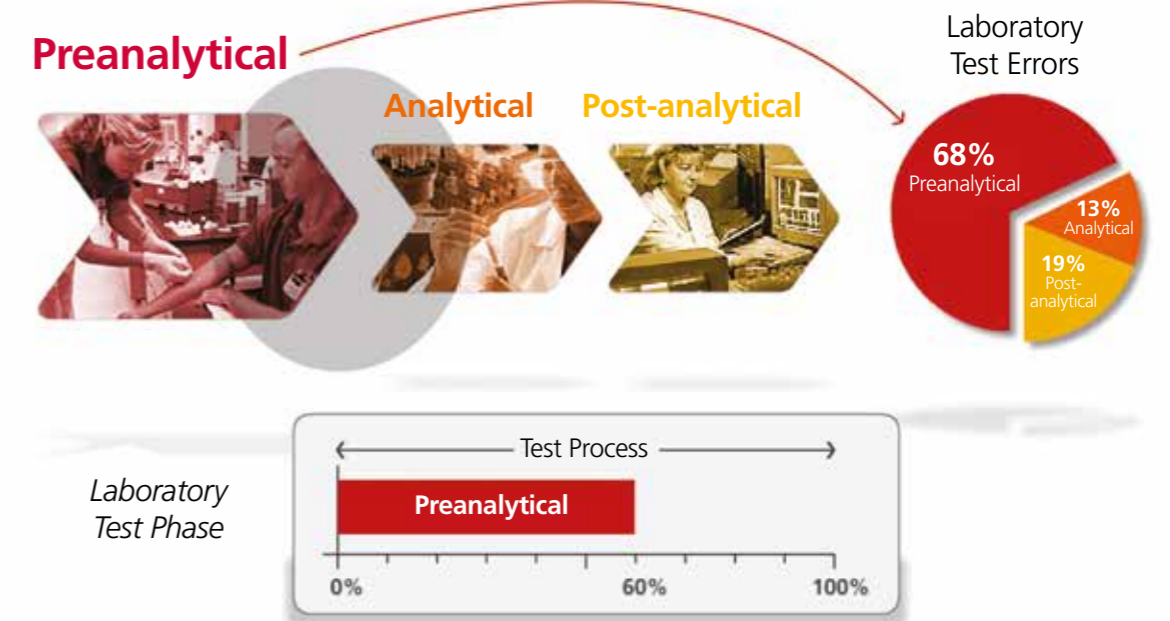 Preanalytical
Analytical
Post-analytical
Laboratory
Test Errors
68%
Preanalytical
13%
Analytical
19%
Post-
analytical
Laboratory
Test Phase
Test Process
Preanalytical
0%
60%
100%